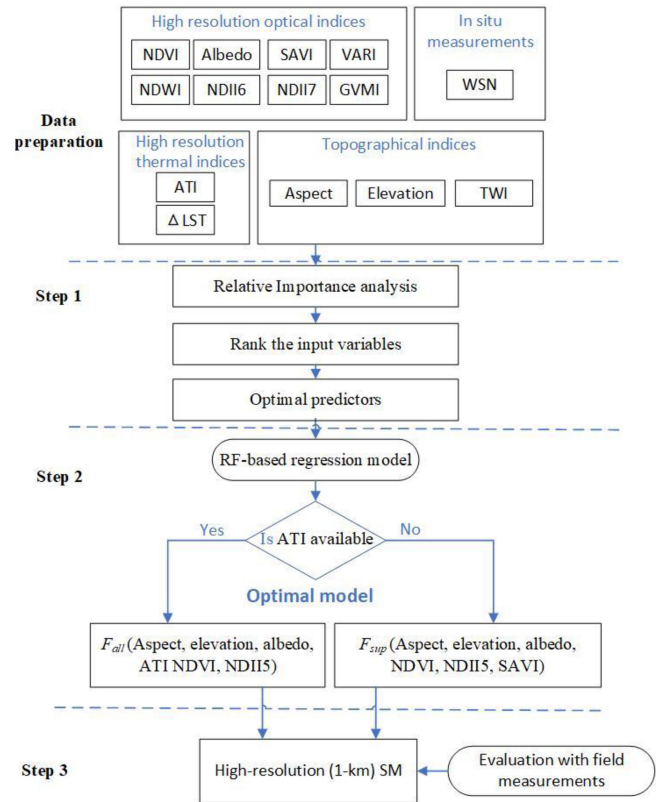 High resolution optical indices
NDVI Albedo SAVI VARI
NDWI NDII6 NDII7 GVMI
In situ
measurements
WSN
Data
preparation
High resolution
thermal indices
ATI
Δ LST
Topographical indices
Aspect Elevation TWI
Step 1
Relative Importance analysis
Rank the input variables
Optimal predictors
Step 2
RF-based regression model
Is ATI available
Yes
No
Optimal model
Fall (Aspect, elevation, albedo,
ATI NDVI, NDII5)
Fsup (Aspect, elevation, albedo,
NDVI, NDII5, SAVI)
Step 3
High-resolution (1-km) SM
Evaluation with field
measurements